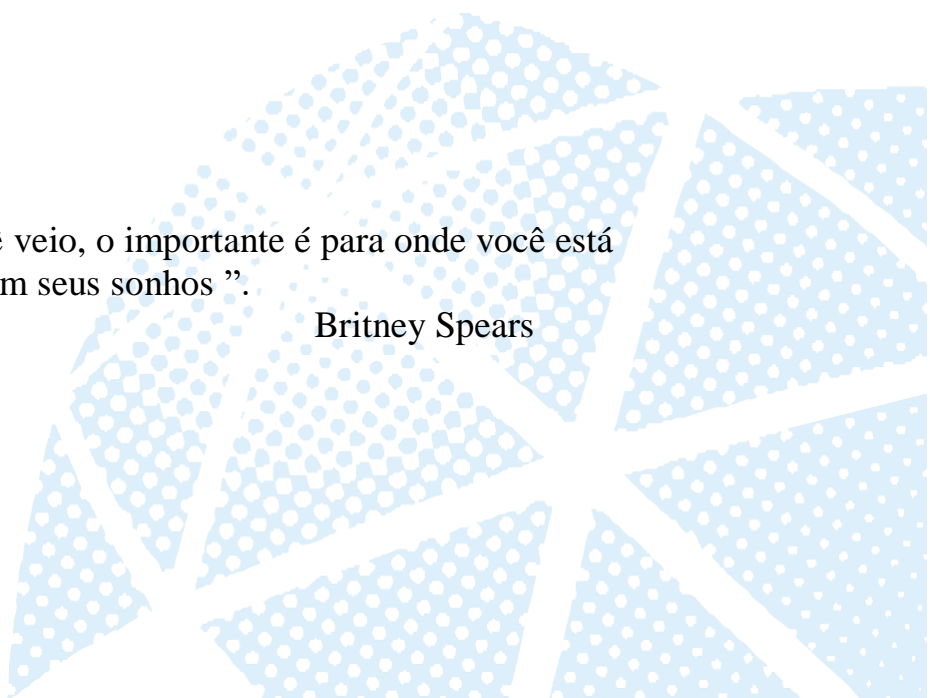 ê veio, o importante é para onde você está
m seus sonhos ”.
Britney Spears